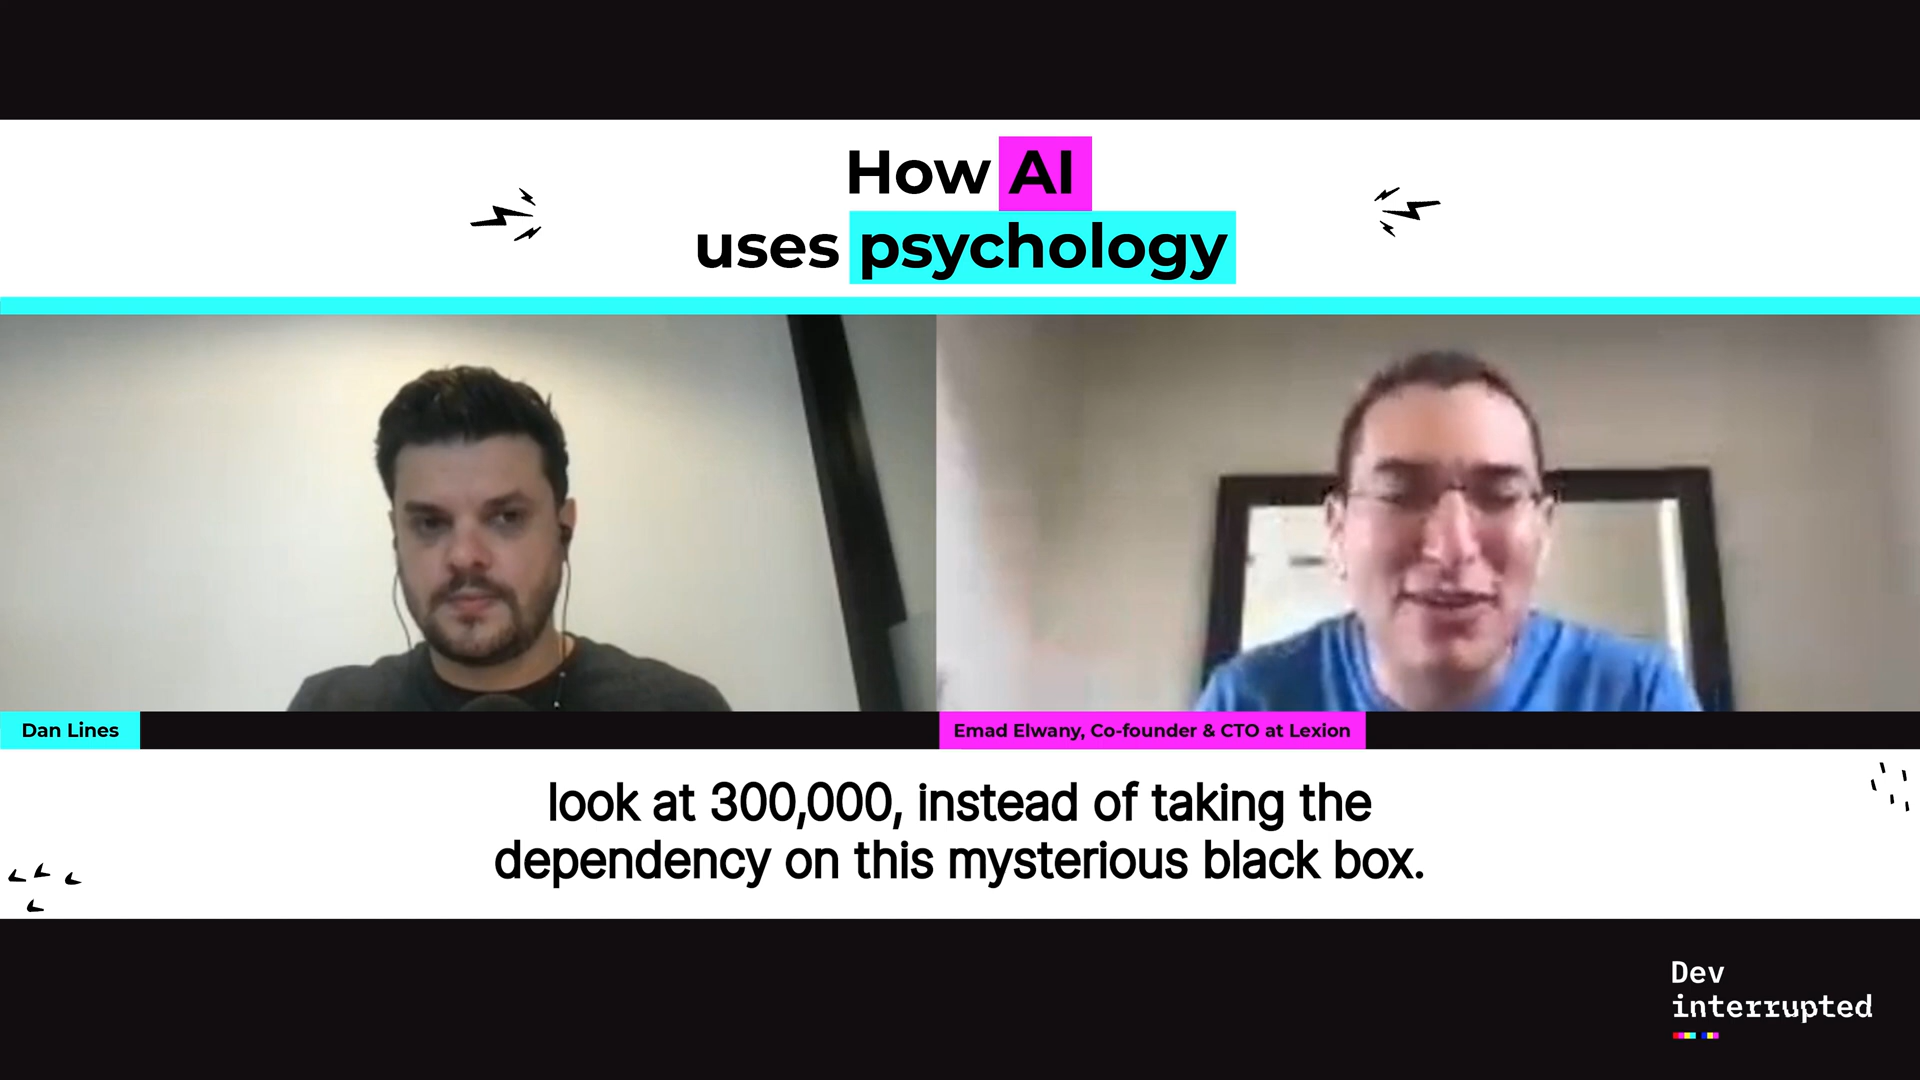 How AI
uses psychology
Dan Lines
Emad Elwany, Co-founder & CTO at Lexion
look at 300,000, instead of taking the
dependency on this mysterious black box.
Dev
interrupted